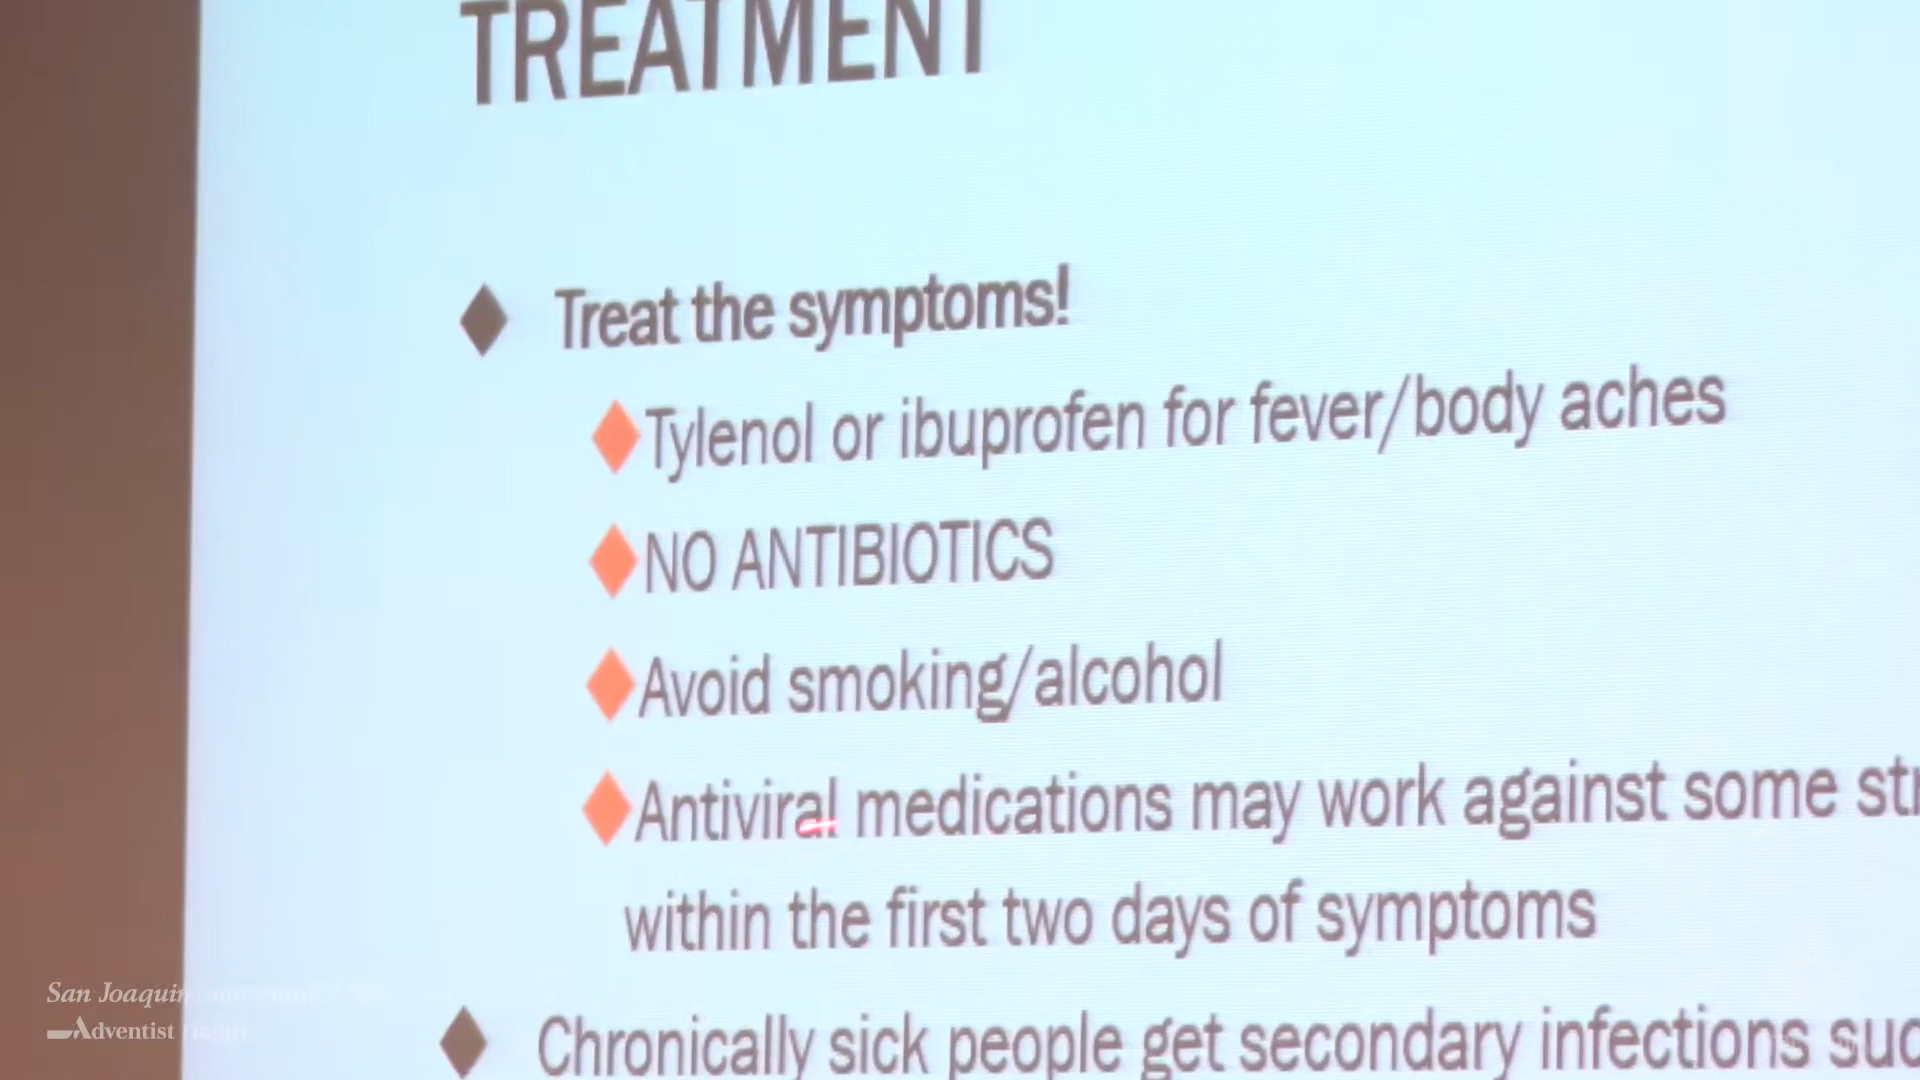 TREATMENT
Treat the symptoms!
Tylenol or ibuprofen for fever/body aches
NO ANTIBIOTICS
Avoid smoking/alcohol
Antiviral medications may work against some
within the first two days of symptoms
Chronically sick people get secondary infections
San Joaquin
Adventist Health